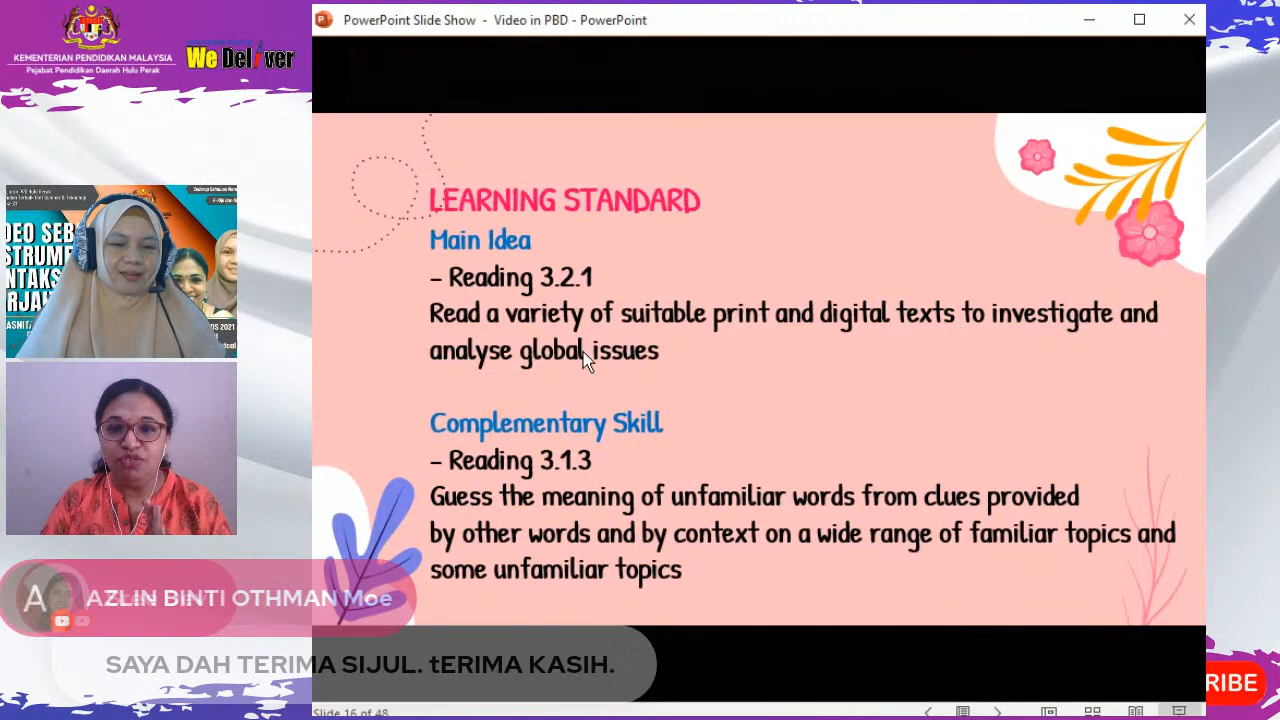 PowerPoint Slide Show - Video in PBD - PowerPoint
KEMENTERIAN PENDIDIKAN MALAYSIA
Pejabat Pendidikan Daerah Hulu Perak
We Deliver
LEARNING STANDARD
Main Idea
- Reading 3.2.1
Read a variety of suitable print and digital texts to investigate and
analyse global issues
Complementary Skill
- Reading 3.1.3
Guess the meaning of unfamiliar words from clues provided
by other words and by context on a wide range of familiar topics and
some unfamiliar topics
A
AZLIN BINTI OTHMAN Moe
SAYA DAH TERIMA SIJUL. tERIMA KASIH.
RIBE
Slide 16 of 48